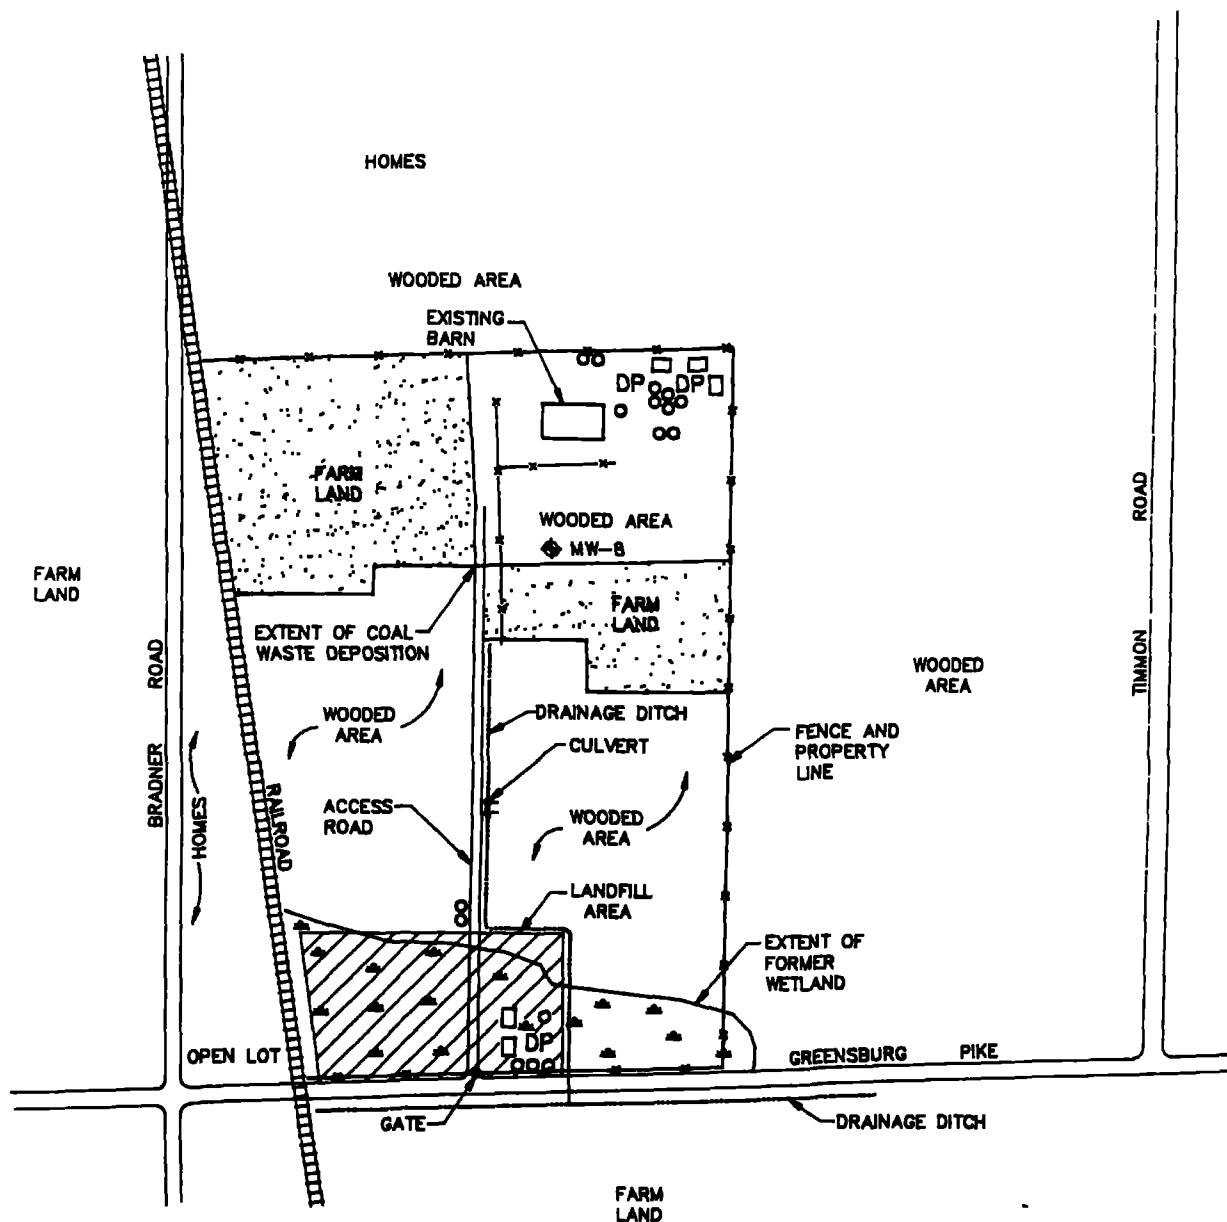 HOMES
WOODED AREA
EXISTING
BARN
DP
DP
FARM
LAND
WOODED AREA
MW-8
FARM
LAND
FARM
LAND
EXTENT OF COAL
WASTE DEPOSITION
ROAD
TIMMON
WOODED
AREA
BRADNER ROAD
WOODED
AREA
DRAINAGE DITCH
CULVERT
FENCE AND
PROPERTY
LINE
HOMES
RAILROAD
ACCESS
ROAD
WOODED
AREA
LANDFILL
AREA
EXTENT OF
FORMER
WETLAND
DP
OPEN LOT
GREENSBURG PIKE
GATE
DRAINAGE DITCH
FARM
LAND